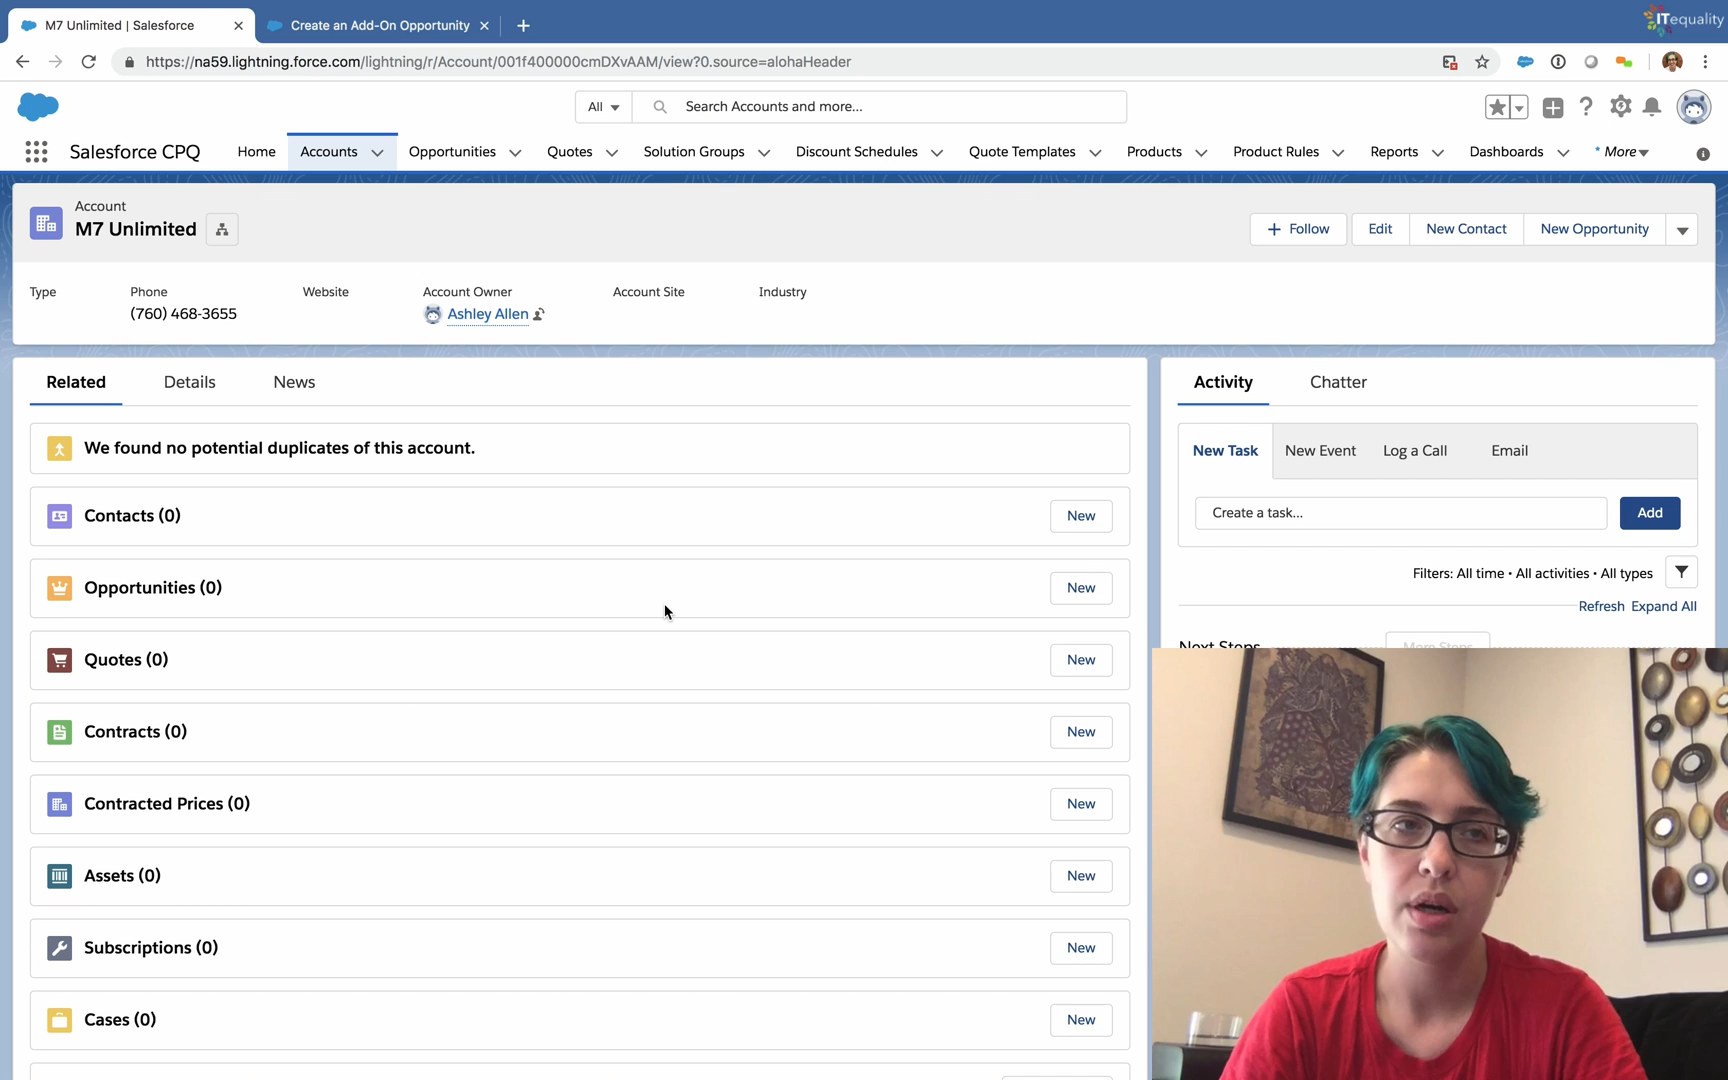 M7 Unlimited | Salesforce
Create an Add-On Opportunity
ITequality
https://na59.lightning.force.com/lightning/r/Account/001f400000cmDXvAAM/view?0.source=alohaHeader
All
Search Accounts and more...
Salesforce CPQ
Home
Accounts
Opportunities
Quotes
Solution Groups
Discount Schedules
Quote Templates
Products
Product Rules
Reports
Dashboards
* More
Account
M7 Unlimited
Follow
Edit
New Contact
New Opportunity
Type
Phone
Website
Account Owner
Account Site
Industry
(760) 468-3655
Ashley Allen
Related
Details
News
Activity
Chatter
We found no potential duplicates of this account.
New Task
New Event
Log a Call
Email
Contacts (0)
New
Create a task...
Add
Opportunities (0)
New
Filters: All time • All activities • All types
Refresh
Expand All
Quotes (0)
New
Next Steps
More Steps
Contracts (0)
New
Contracted Prices (0)
New
Assets (0)
New
Subscriptions (0)
New
Cases (0)
New